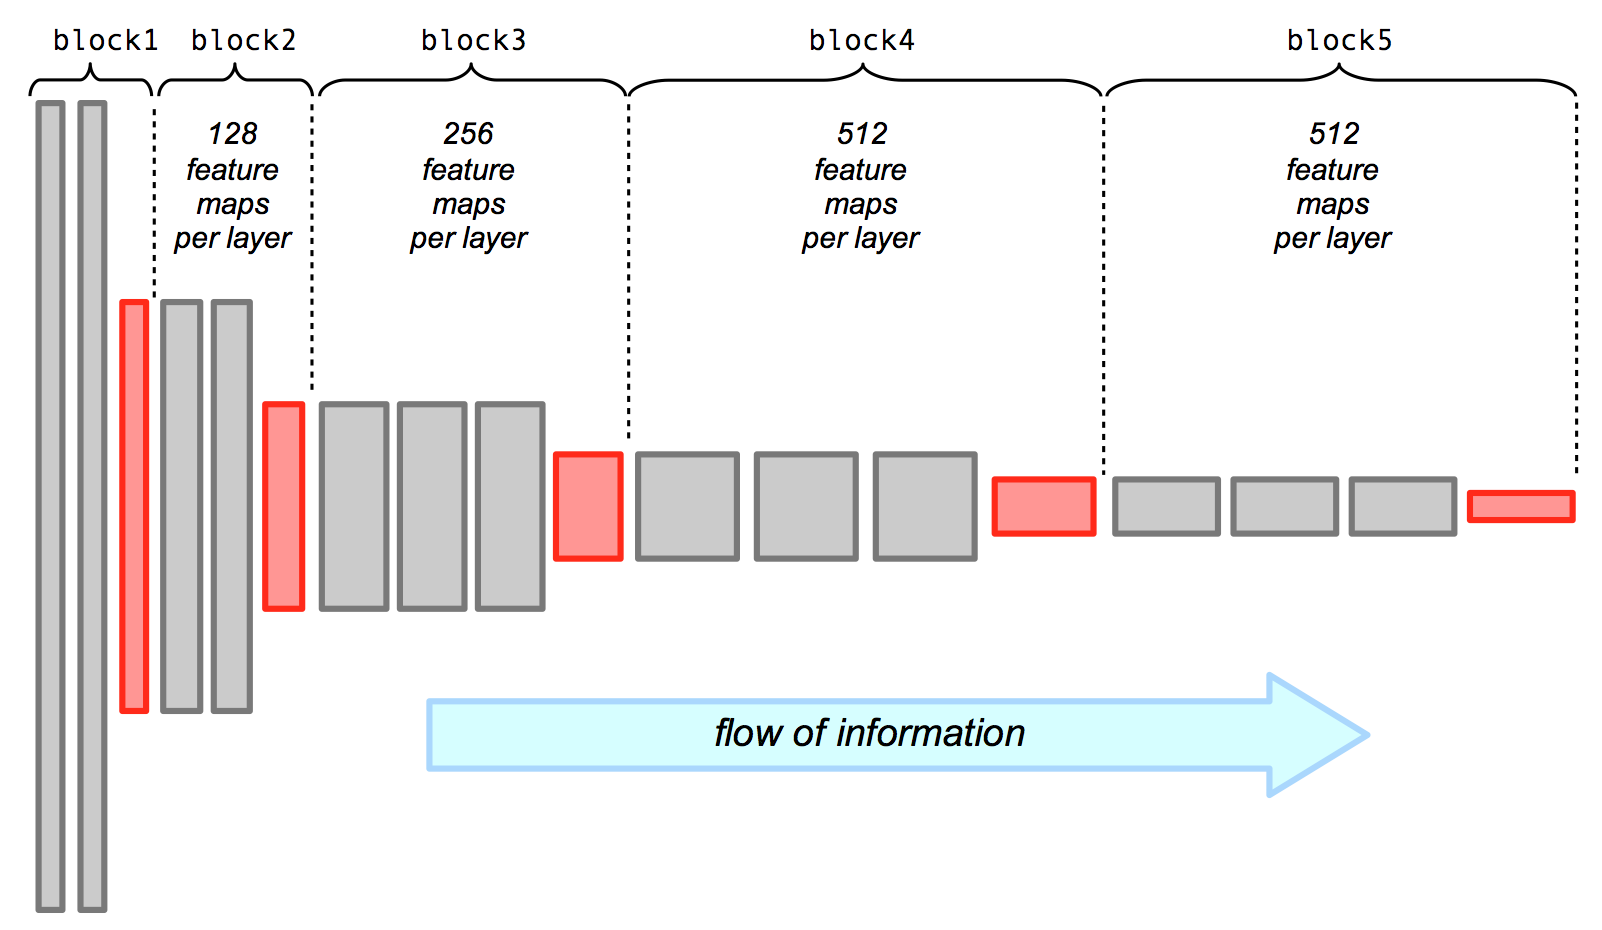 block1
block2
block3
block4
block5
128
feature
maps
per layer
256
feature
maps
per layer
512
feature
maps
per layer
512
feature
maps
per layer
flow of information